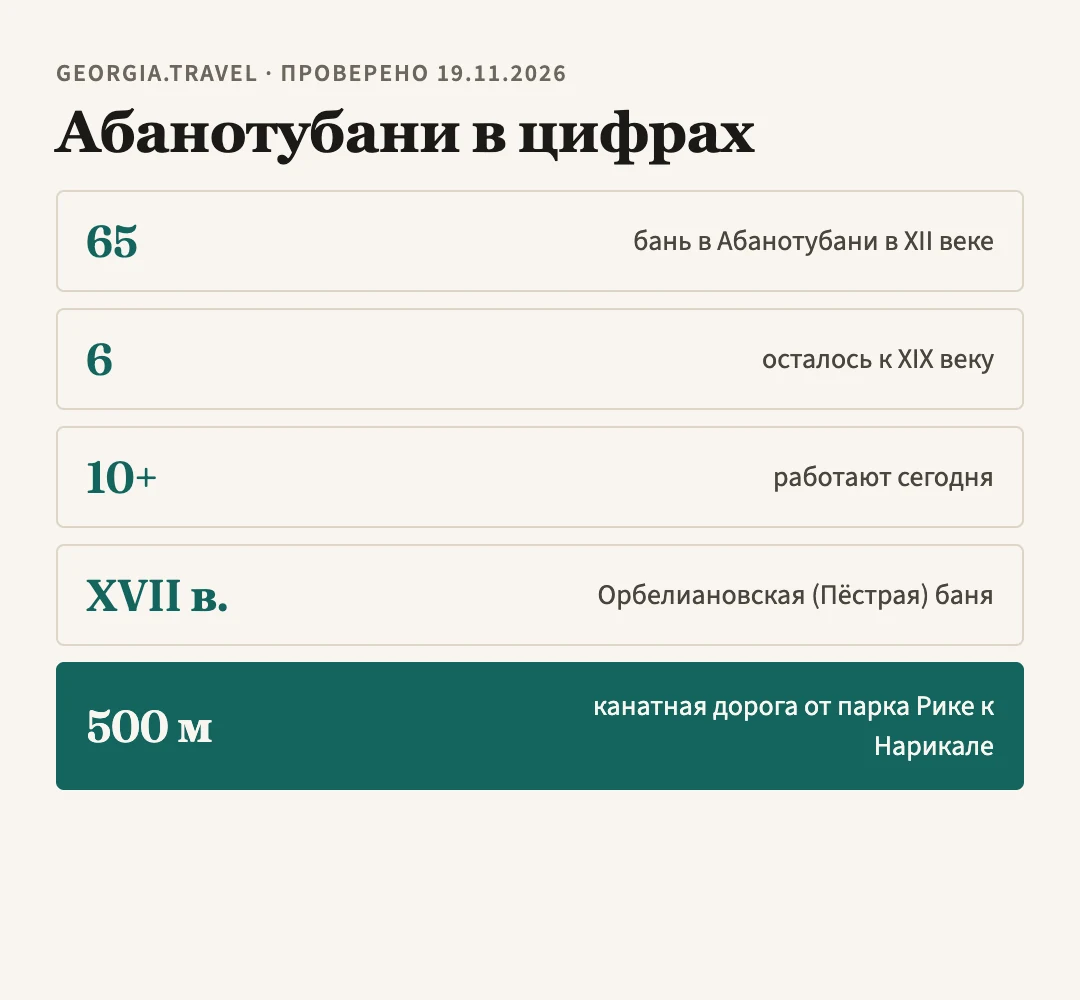 GEORGIA.TRAVEL · ПРОВЕРЕНО 19.11.2026
Абанотубани в цифрах
65
бань в Абанотубани в XII веке
6
осталось к XIX веку
10+
работают сегодня
XVII в.
Орбелиановская (Пёстрая) баня
500 м
канатная дорога от парка Рике к
Нарикале